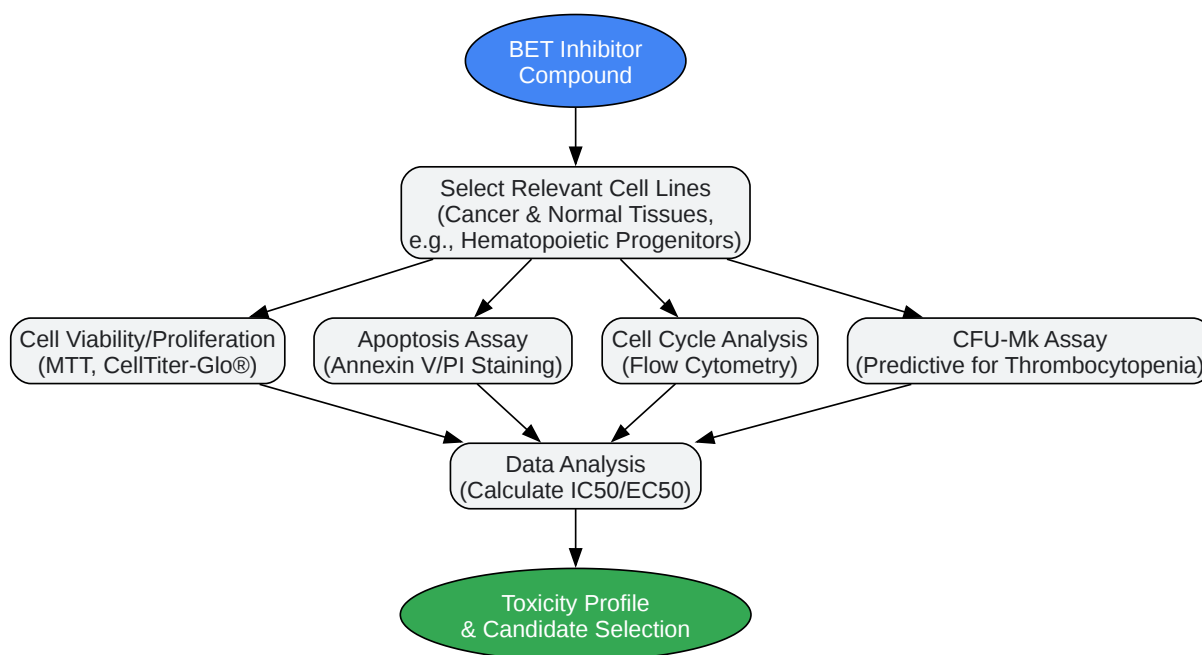 BET Inhibitor
Compound
Select Relevant Cell Lines
(Cancer & Normal Tissues,
e.g., Hematopoietic Progenitors)
Cell Viability/Proliferation
(MTT, CellTiter-Glo®)
Apoptosis Assay
(Annexin V/PI Staining)
Cell Cycle Analysis
(Flow Cytometry)
CFU-Mk Assay
(Predictive for Thrombocytopenia)
Data Analysis
(Calculate IC50/EC50)
Toxicity Profile
& Candidate Selection